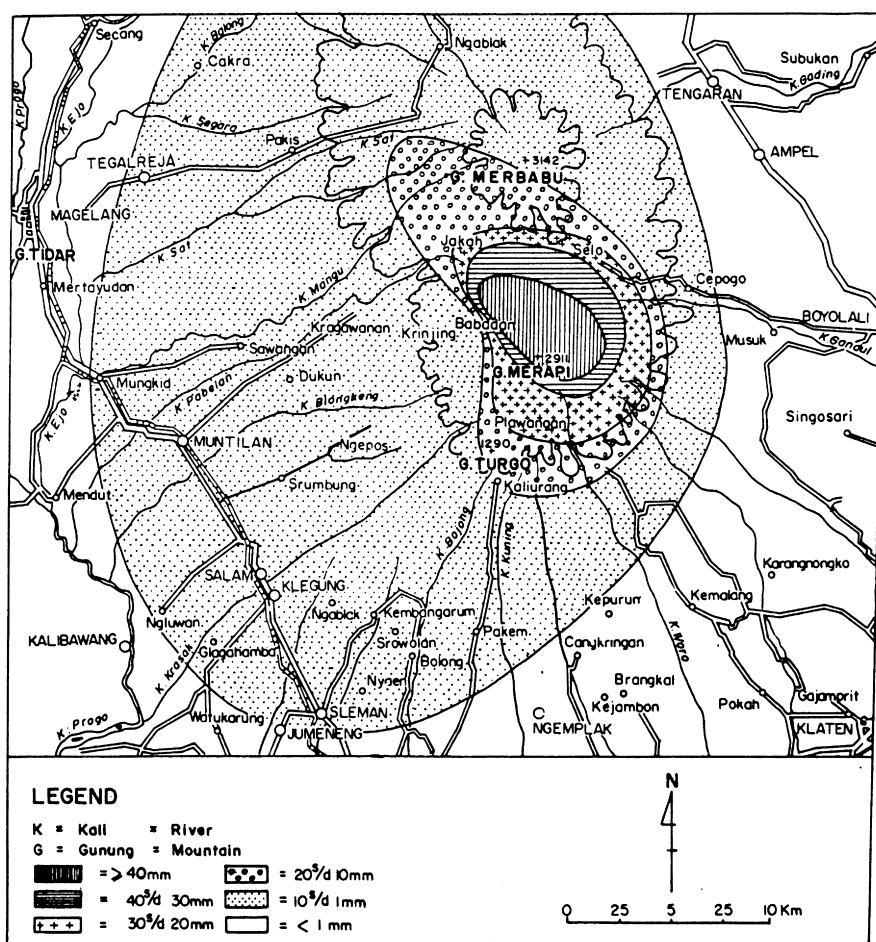 Secang
K. Bolong
Ngablak
Subukan
Cakra
K. Gading
K. Progo
K. Ejo
TENGARAN
K Segara
Pakis
K Sat
AMPEL
TEGALREJA
+3142
G. MERBABU
MAGELANG
Jakah
Selo
G. TIDAR
K Sat
Cepogo
Mertayudan
K Mangu
BOYOLALI
Kragawanan
Krinjing
Babadan
Musuk
K Gandul
Sawangan
+2911
G. MERAPI
Mungkid
Dukun
K Pabelan
K Blongkeng
Singosari
K. Ejo
Plawangan
MUNTILAN
Ngepos
1290
G. TURGO
Mendut
Srumbung
Kaliurang
K Bojong
K Kuning
SALAM
Karangnongko
KLEGUNG
Ngablak
Kembangarum
Kepurun
Kemalang
Ngluwan
KALIBAWANG
Glagahamba
Srowolan
Pakem
K Woro
K. Krasak
Bolong
Cangkringan
Brangkal
Gajamprit
Kejambon
Pokah
K. Progo
Watukarung
SLEMAN
JUMENENG
NGEMPLAK
KLATEN
LEGEND
N
K = Kali = River
G = Gunung = Mountain
= ⩾ 40mm
= 20 s/d 10mm
= 40 s/d 30mm
= 10 s/d 1mm
= 30 s/d 20mm
= < 1 mm
0 25 5 25 10 Km